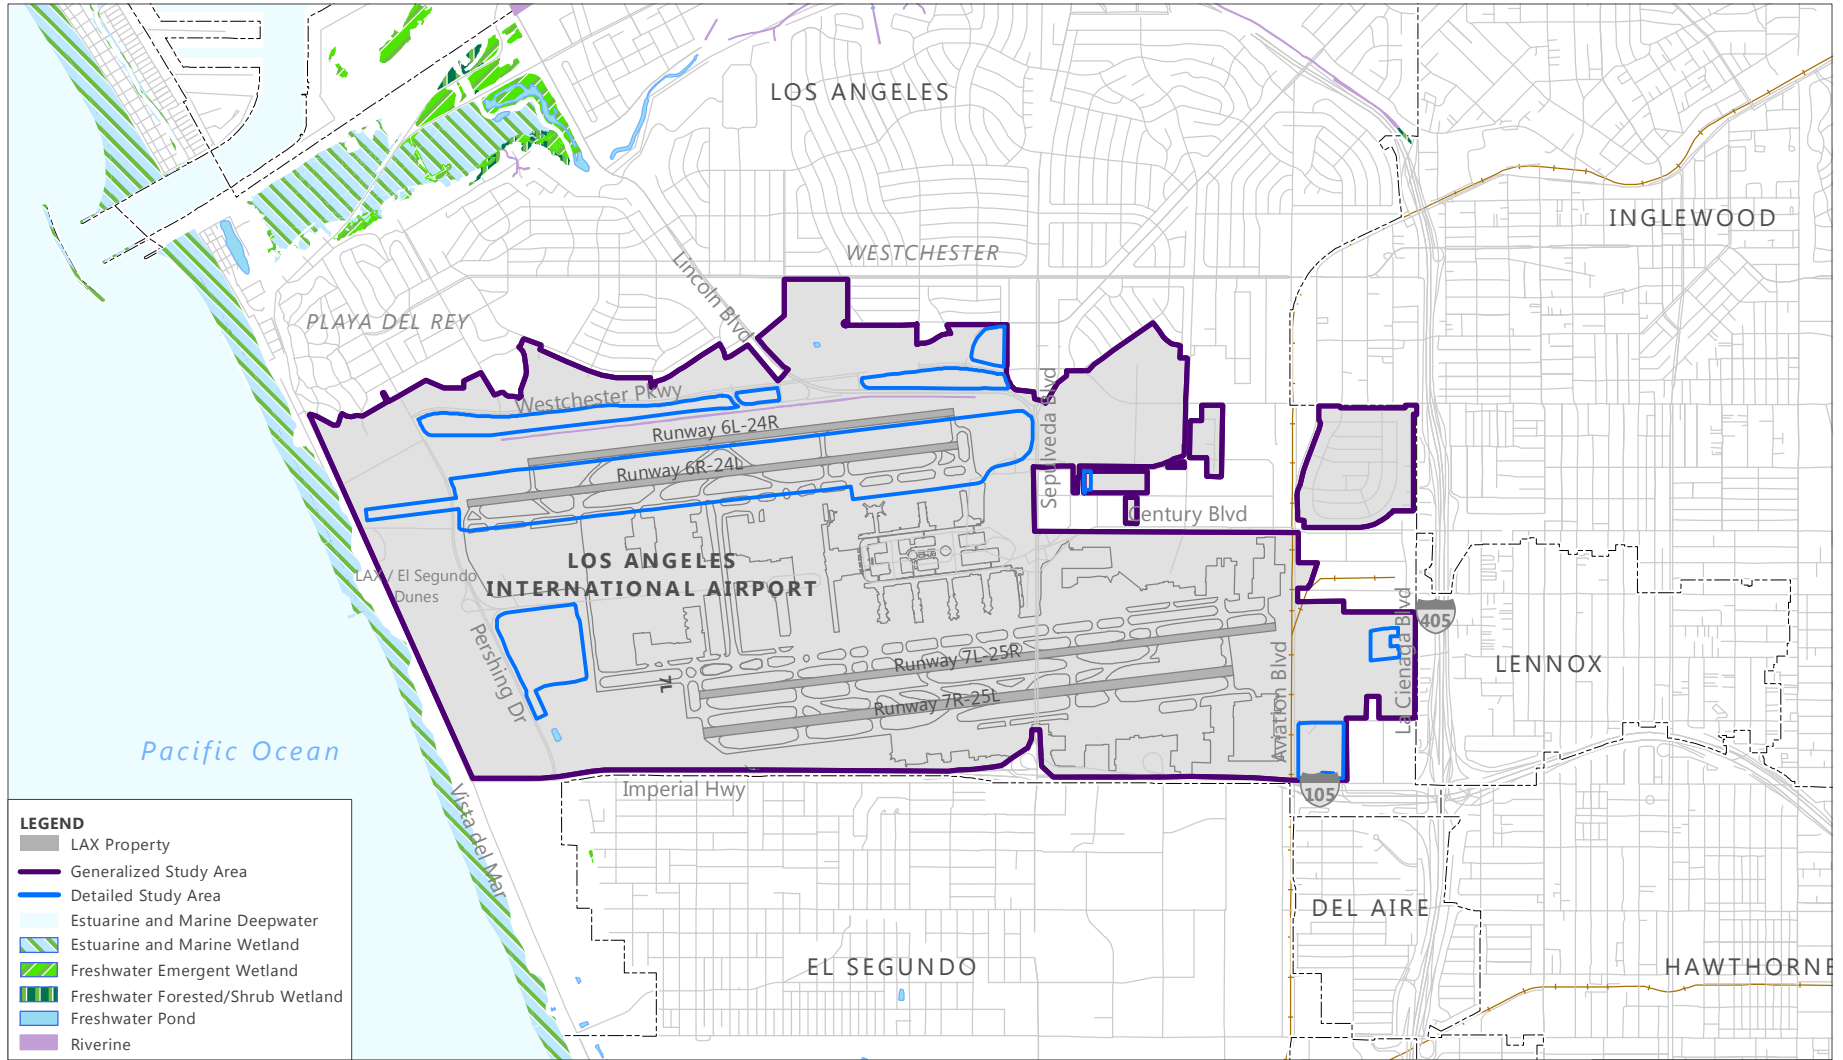 LOS ANGELES
INGLEWOOD
WESTCHESTER
Lincoln Blvd
PLAYA DEL REY
Westchester Pkwy
Sepulveda Blvd
Runway 6L-24R
Runway 6R-24L
Century Blvd
LOS ANGELES
INTERNATIONAL AIRPORT
LAX / El Segundo
Dunes
Pershing Dr
7L
Runway 7L-25R
Runway 7R-25L
Aviation Blvd
La Cienaga Blvd
405
LENNOX
Pacific Ocean
Imperial Hwy
105
Vista del Mar
DEL AIRE
EL SEGUNDO
HAWTHORNE
LEGEND
LAX Property
Generalized Study Area
Detailed Study Area
Estuarine and Marine Deepwater
Estuarine and Marine Wetland
Freshwater Emergent Wetland
Freshwater Forested/Shrub Wetland
Freshwater Pond
Riverine